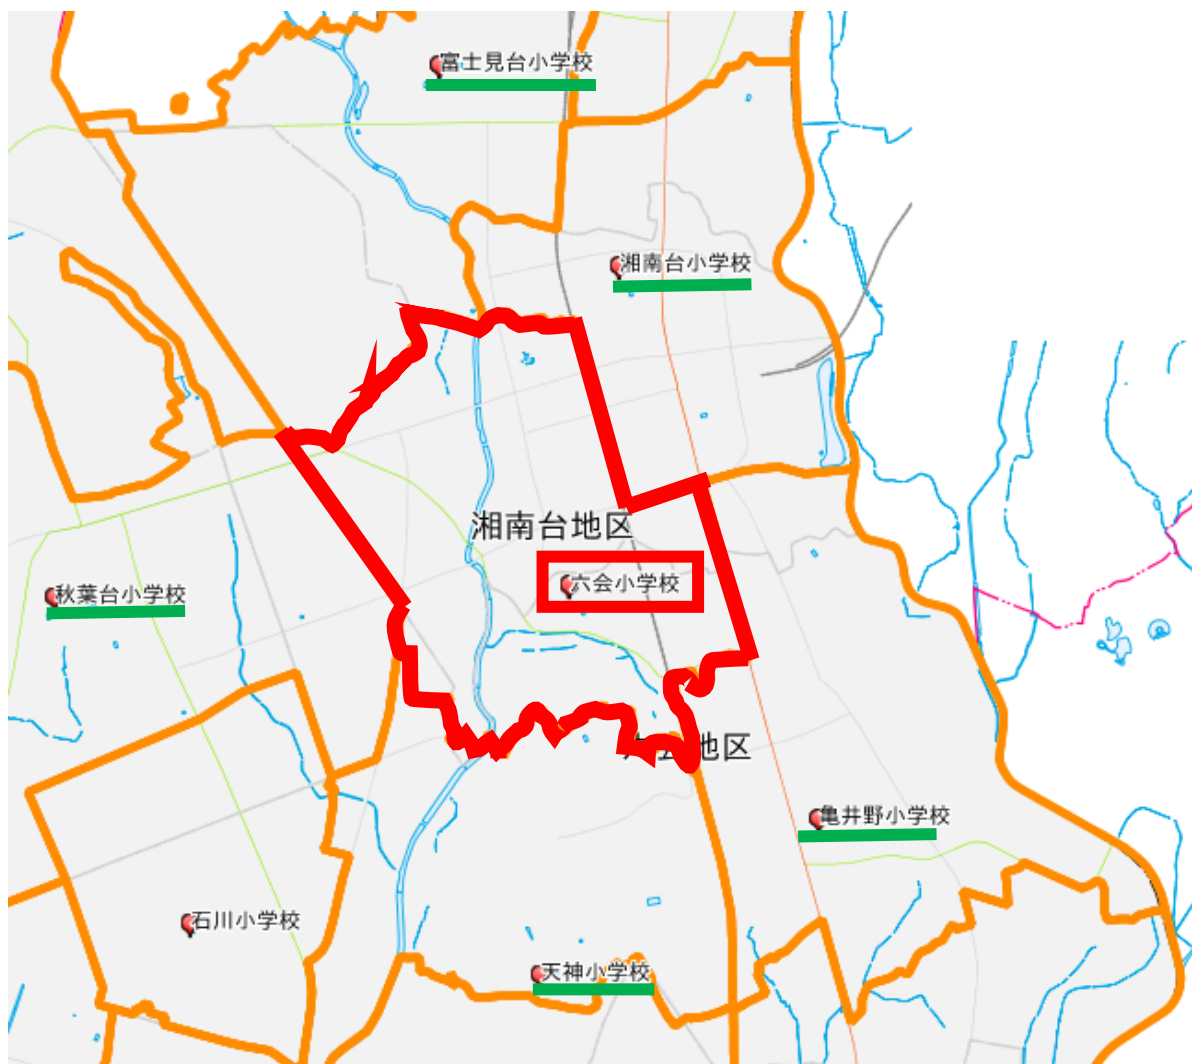 富士見台小学校
湘南台小学校
湘南台地区
六会小学校
秋葉台小学校
地区
亀井野小学校
石川小学校
天神小学校